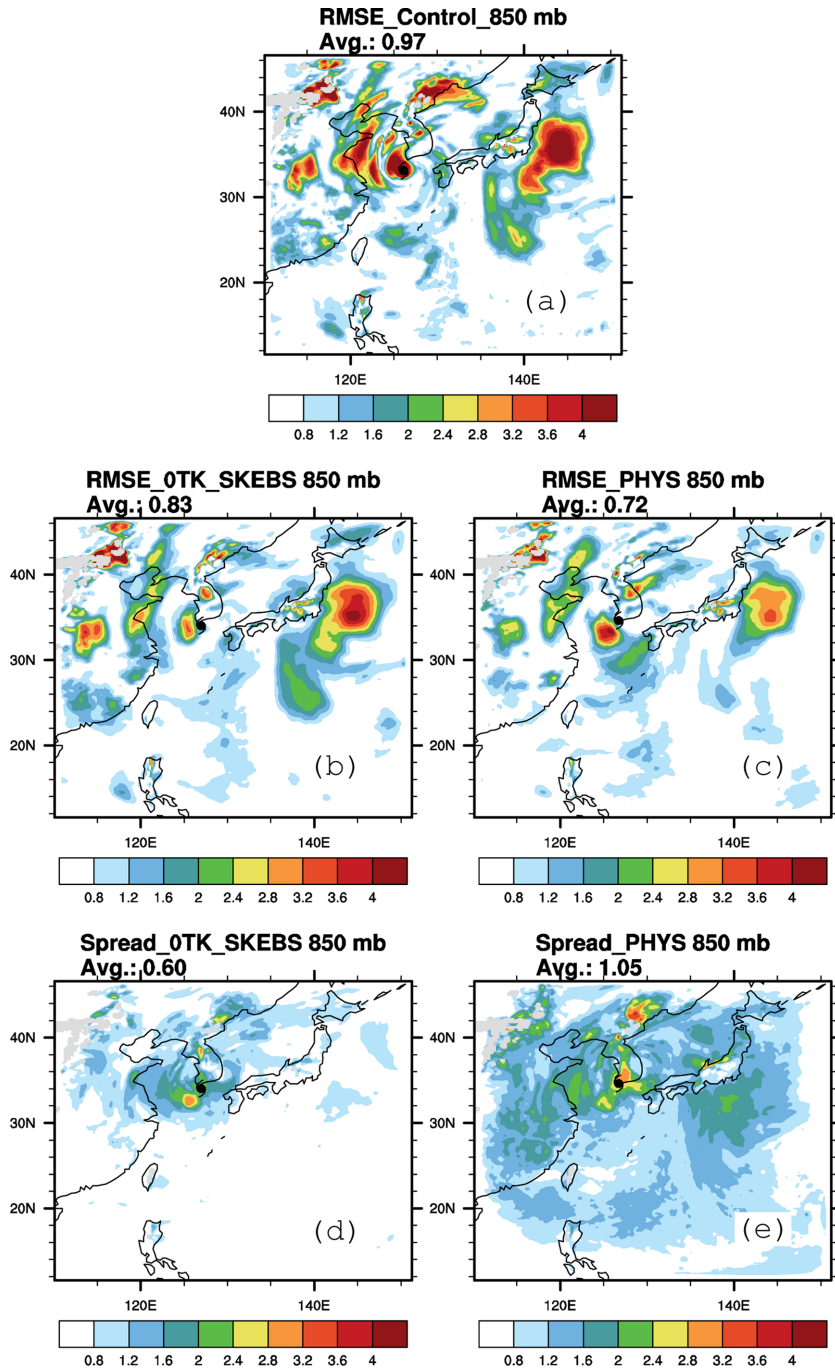 RMSE_Control_850 mb
Avg.: 0.97
40N
30N
20N
(a)
120E 140E
0.8 1.2 1.6 2 2.4 2.8 3.2 3.6 4
RMSE_0TK_SKEBS 850 mb
Avg.: 0.83
40N
30N
20N
(b)
120E 140E
0.8 1.2 1.6 2 2.4 2.8 3.2 3.6 4
RMSE_PHYS 850 mb
Avg.: 0.72
40N
30N
20N
(c)
120E 140E
0.8 1.2 1.6 2 2.4 2.8 3.2 3.6 4
Spread_0TK_SKEBS 850 mb
Avg.: 0.60
40N
30N
20N
(d)
120E 140E
0.8 1.2 1.6 2 2.4 2.8 3.2 3.6 4
Spread_PHYS 850 mb
Avg.: 1.05
40N
30N
20N
(e)
120E 140E
0.8 1.2 1.6 2 2.4 2.8 3.2 3.6 4